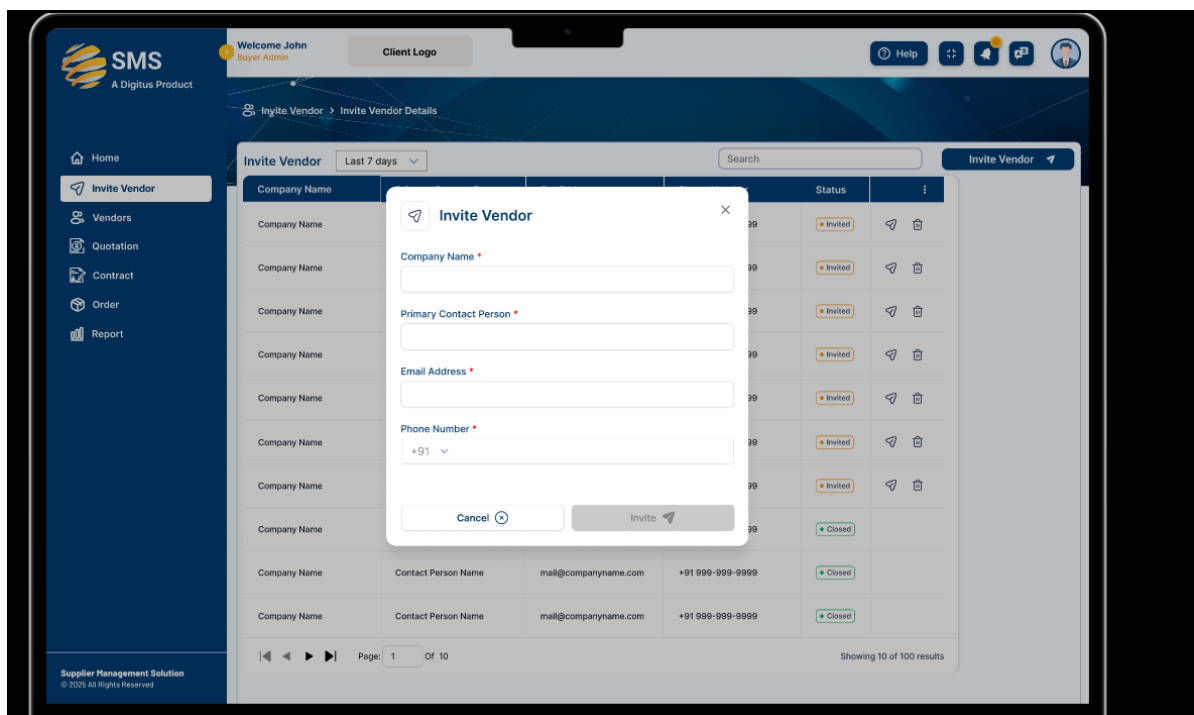 SMS
A Digitus Product
Welcome John
Buyer Admin
Client Logo
Help
Invite Vendor > Invite Vendor Details
Home
Invite Vendor
Vendors
Quotation
Contract
Order
Report
Invite Vendor
Last 7 days
Search
Invite Vendor
Company Name Status
Company Name 99 Invited
Company Name 99 Invited
Company Name 99 Invited
Company Name 99 Invited
Company Name 99 Invited
Company Name 99 Invited
Company Name 99 Invited
Company Name 99 Closed
Company Name Contact Person Name mail@companyname.com +91 999-999-9999 Closed
Company Name Contact Person Name mail@companyname.com +91 999-999-9999 Closed
Page: 1 Of 10
Showing 10 of 100 results
Invite Vendor
Company Name *
Primary Contact Person *
Email Address *
Phone Number *
+91
Cancel
Invite
Supplier Management Solution
© 2025 All Rights Reserved